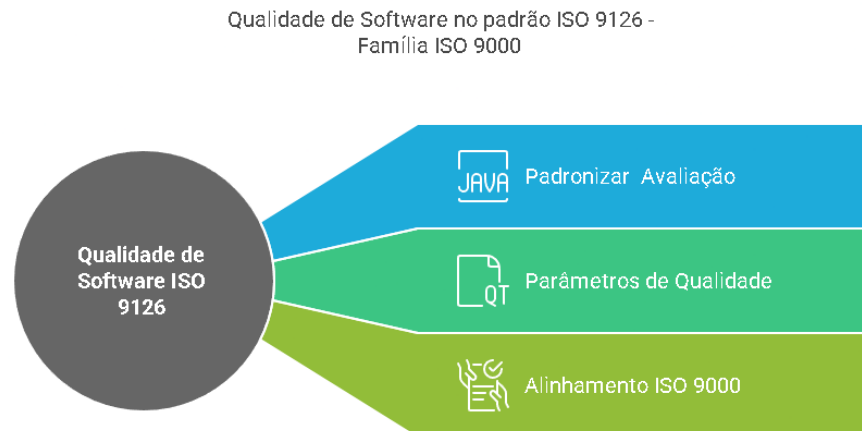 Qualidade de Software no padrão ISO 9126 -
Família ISO 9000
Qualidade de
Software ISO
9126
JAVA
Padronizar Avaliação
QT
Parâmetros de Qualidade
Alinhamento ISO 9000